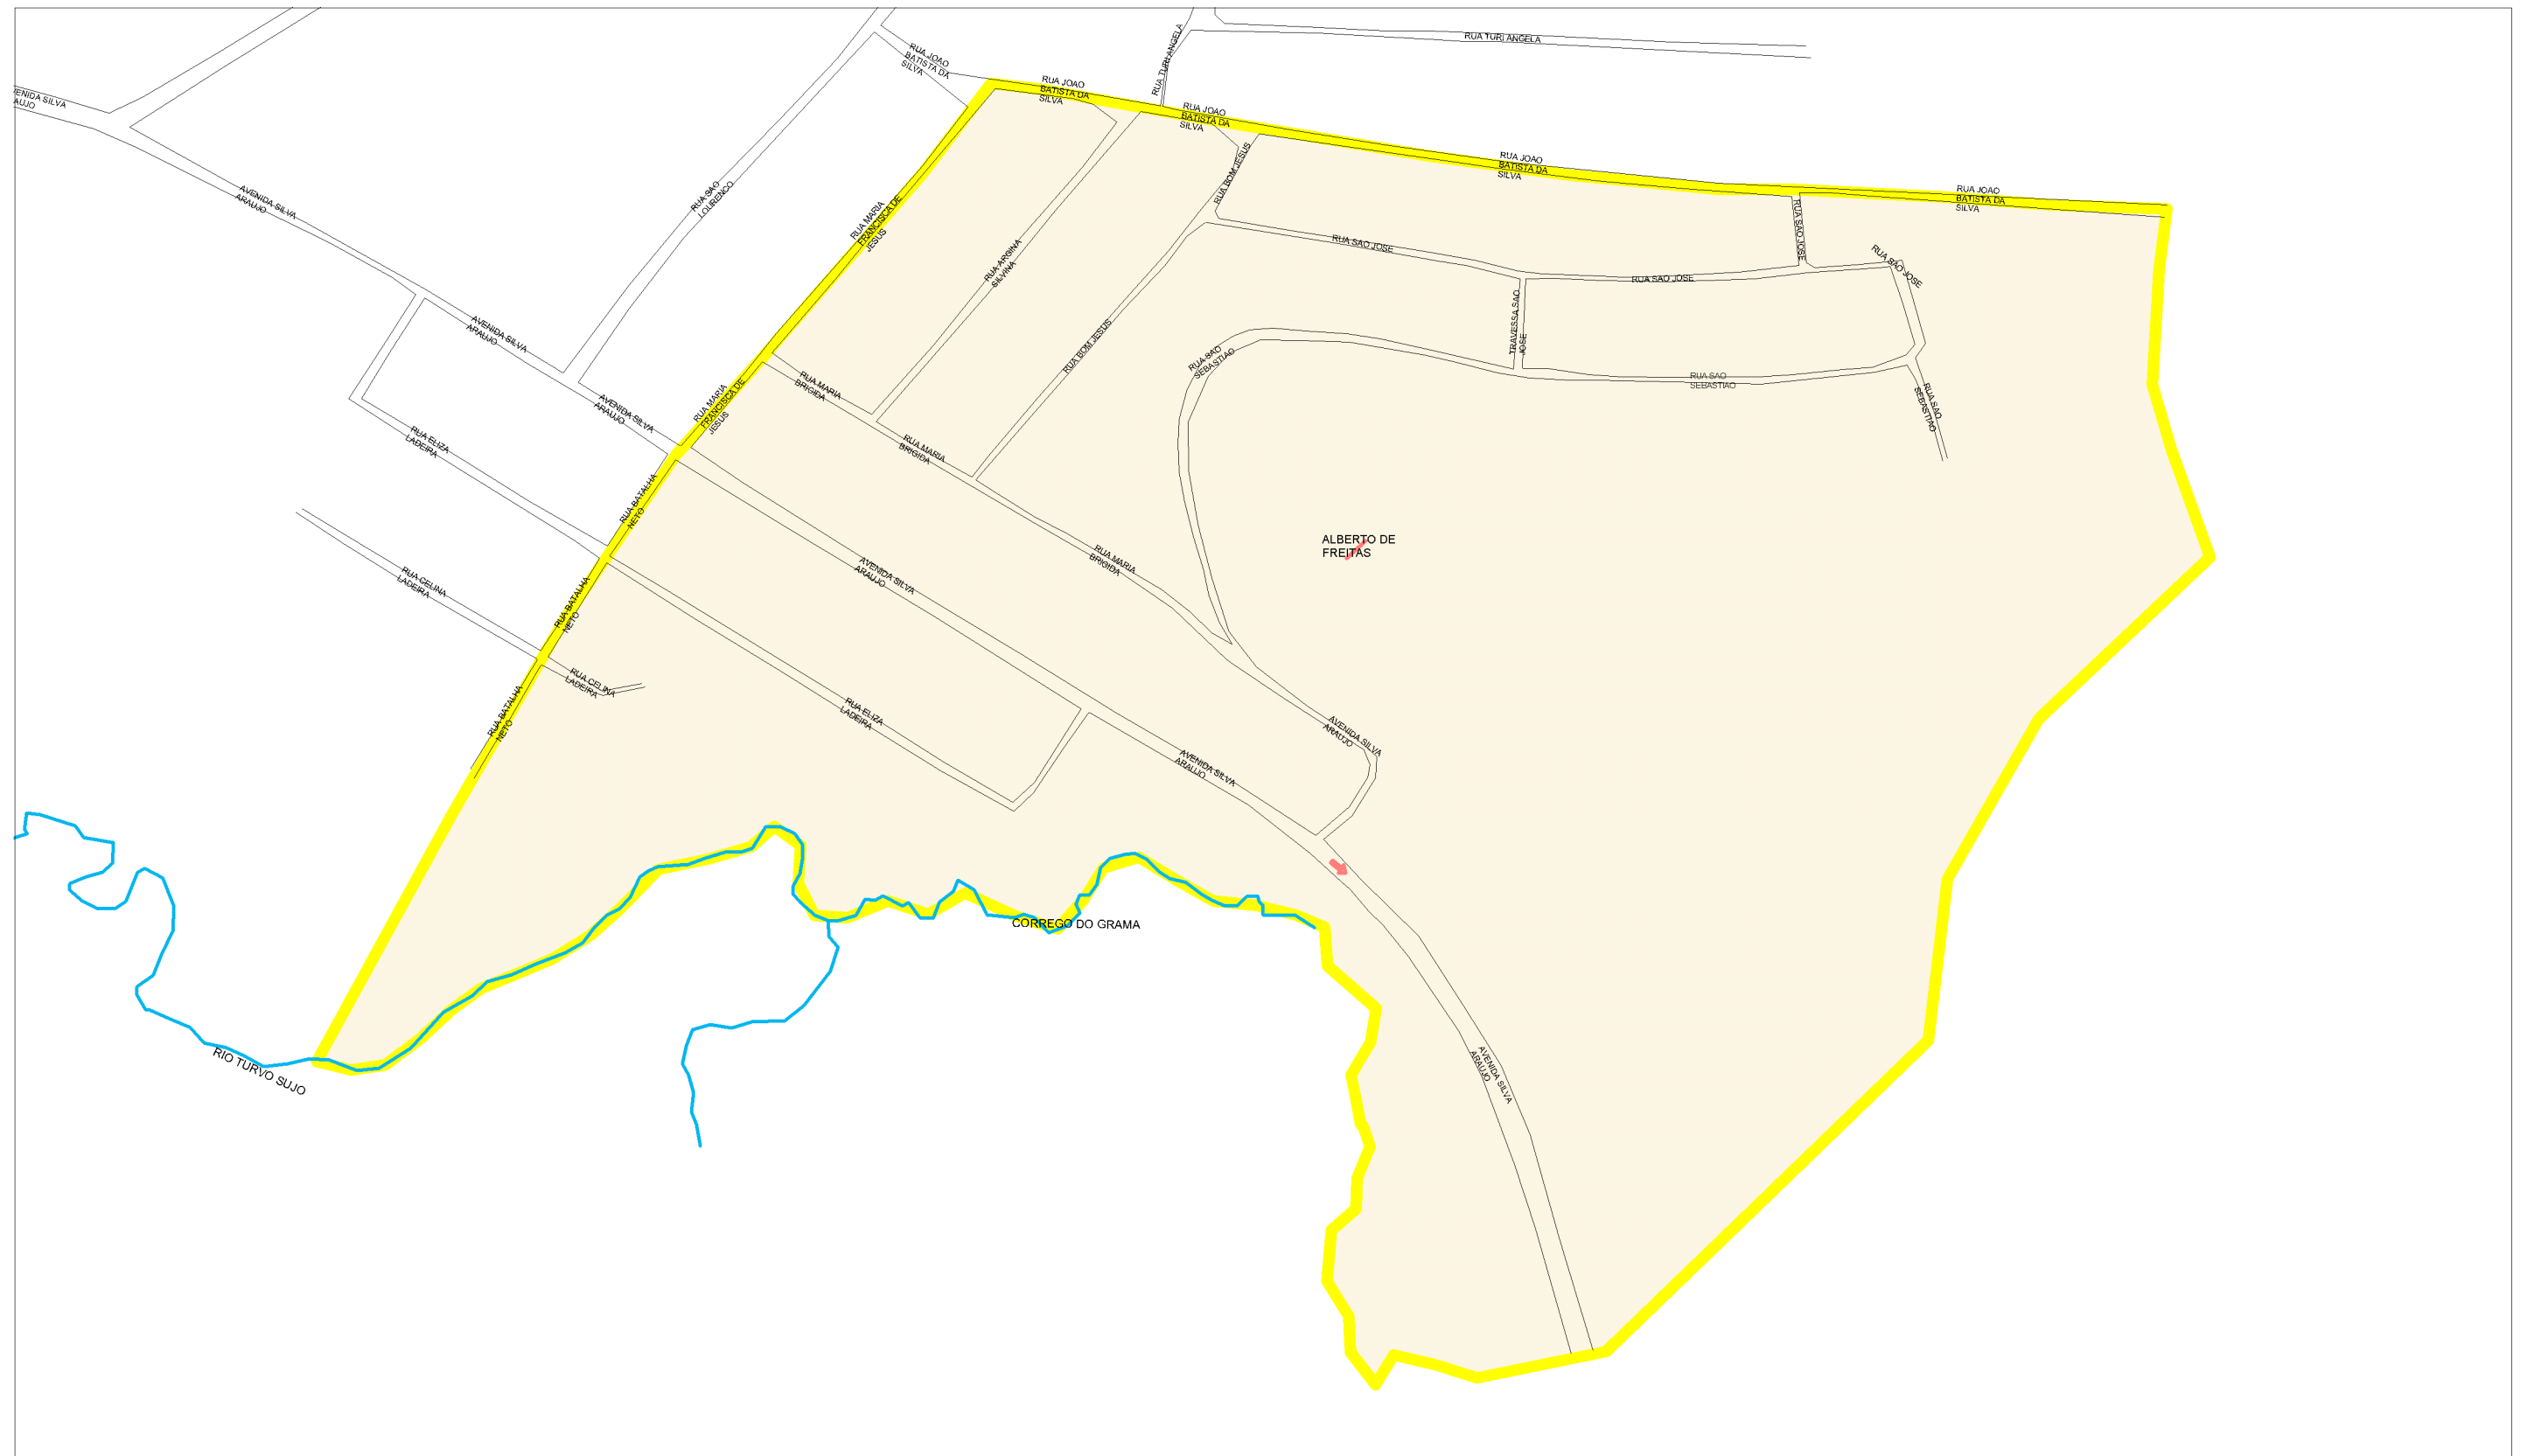 RUA TURI ANGELA
RUA TURI ANGELA
RUA JOAO
BATISTA DA
SILVA
RUA JOAO
BATISTA DA
SILVA
RUA JOAO
BATISTA DA
SILVA
RUA JOAO
BATISTA DA
SILVA
RUA JOAO
BATISTA DA
SILVA
ENIDA SILVA
AUJO
AVENIDA SILVA
ARAUJO
RUA SAO
LOURENCO
RUA MARIA
FRANCISCA DE
JESUS
RUA ARGINA
SILVINA
RUA BOM JESUS
RUA SAO JOSE
RUA SAO JOSE
RUA SAO JOSE
RUA SAO JOSE
AVENIDA SILVA
ARAUJO
RUA BOM JESUS
TRAVESSA SAO
JOSE
RUA SAO
SEBASTIAO
RUA SAO
SEBASTIAO
RUA SAO
SEBASTIAO
RUA MARIA
BRIGIDA
RUA MARIA
FRANCISCA DE
JESUS
AVENIDA SILVA
ARAUJO
RUA ELIZA
LADEIRA
RUA MARIA
BRIGIDA
RUA BATALHA
NETO
ALBERTO DE
FREITAS
RUA MARIA
BRIGIDA
AVENIDA SILVA
ARAUJO
RUA CELINA
LADEIRA
RUA BATALHA
NETO
RUA CELINA
LADEIRA
RUA BATALHA
NETO
RUA ELIZA
LADEIRA
AVENIDA SILVA
ARAUJO
AVENIDA SILVA
ARAUJO
CORREGO DO GRAMA
RIO TURVO SUJO
AVENIDA SILVA
ARAUJO